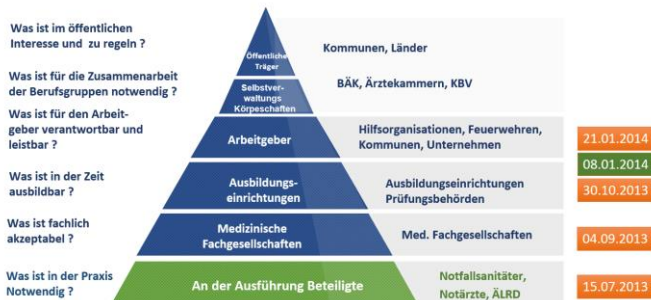 Was ist im öffentlichen
Interesse und zu regeln ?
Öffentliche
Träger
Kommunen, Länder
Was ist für die Zusammenarbeit
der Berufsgruppen notwendig ?
Selbstver-
waltungs
Körpeschaften
BÄK, Ärztekammern, KBV
Was ist für den Arbeit-
geber verantwortbar und
leistbar ?
Arbeitgeber
Hilfsorganisationen, Feuerwehren,
Kommunen, Unternehmen
21.01.2014
08.01.2014
Was ist in der Zeit
ausbildbar ?
Ausbildungs-
einrichtungen
Ausbildungseinrichtungen
Prüfungsbehörden
30.10.2013
Was ist fachlich
akzeptabel ?
Medizinische
Fachgesellschaften
Med. Fachgesellschaften
04.09.2013
Was ist in der Praxis
Notwendig ?
An der Ausführung Beteiligte
Notfallsanitäter,
Notärzte, ÄLRD
15.07.2013